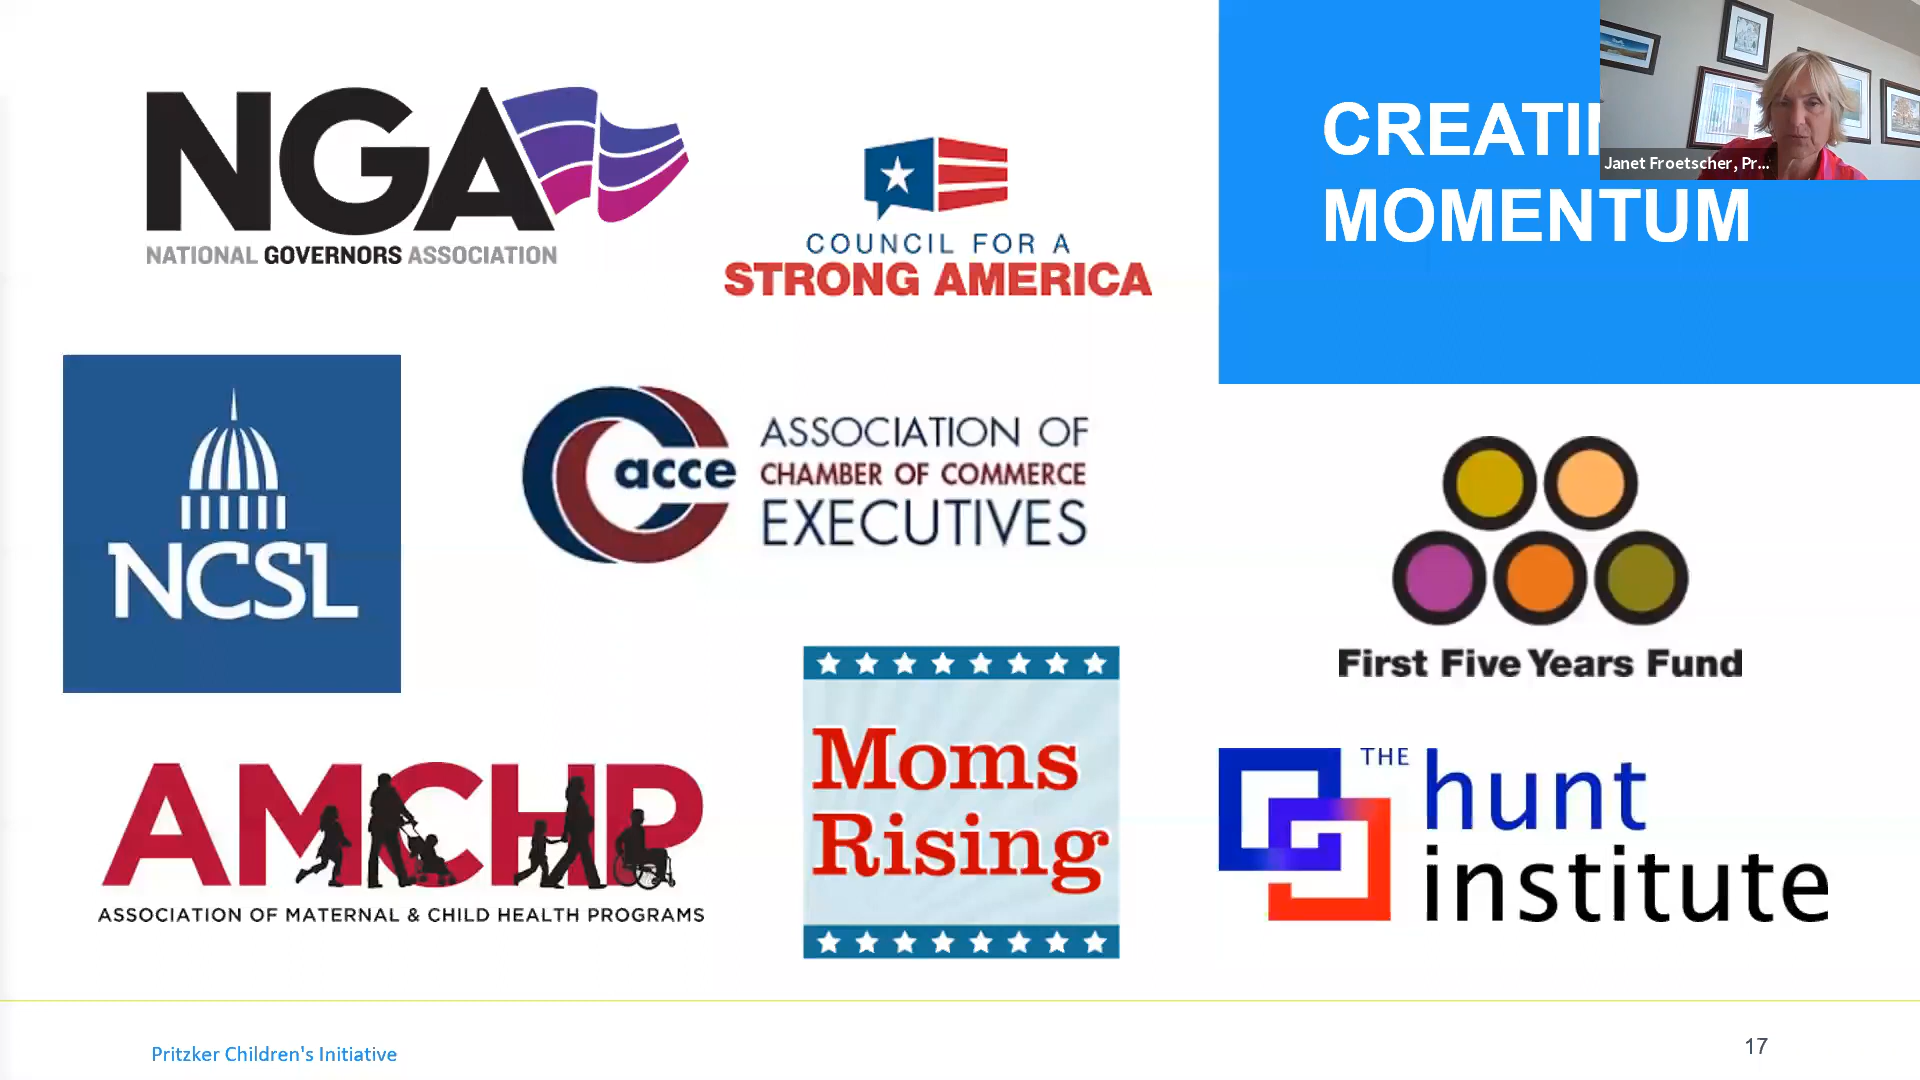 NGA
NATIONAL GOVERNORS ASSOCIATION
COUNCIL FOR A
STRONG AMERICA
CREATI
MOMENTUM
Janet Froetscher, Pr...
NCSL
acce
ASSOCIATION OF
CHAMBER OF COMMERCE
EXECUTIVES
First Five Years Fund
AMCHP
ASSOCIATION OF MATERNAL & CHILD HEALTH PROGRAMS
Moms
Rising
THE hunt
institute
Pritzker Children's Initiative
17